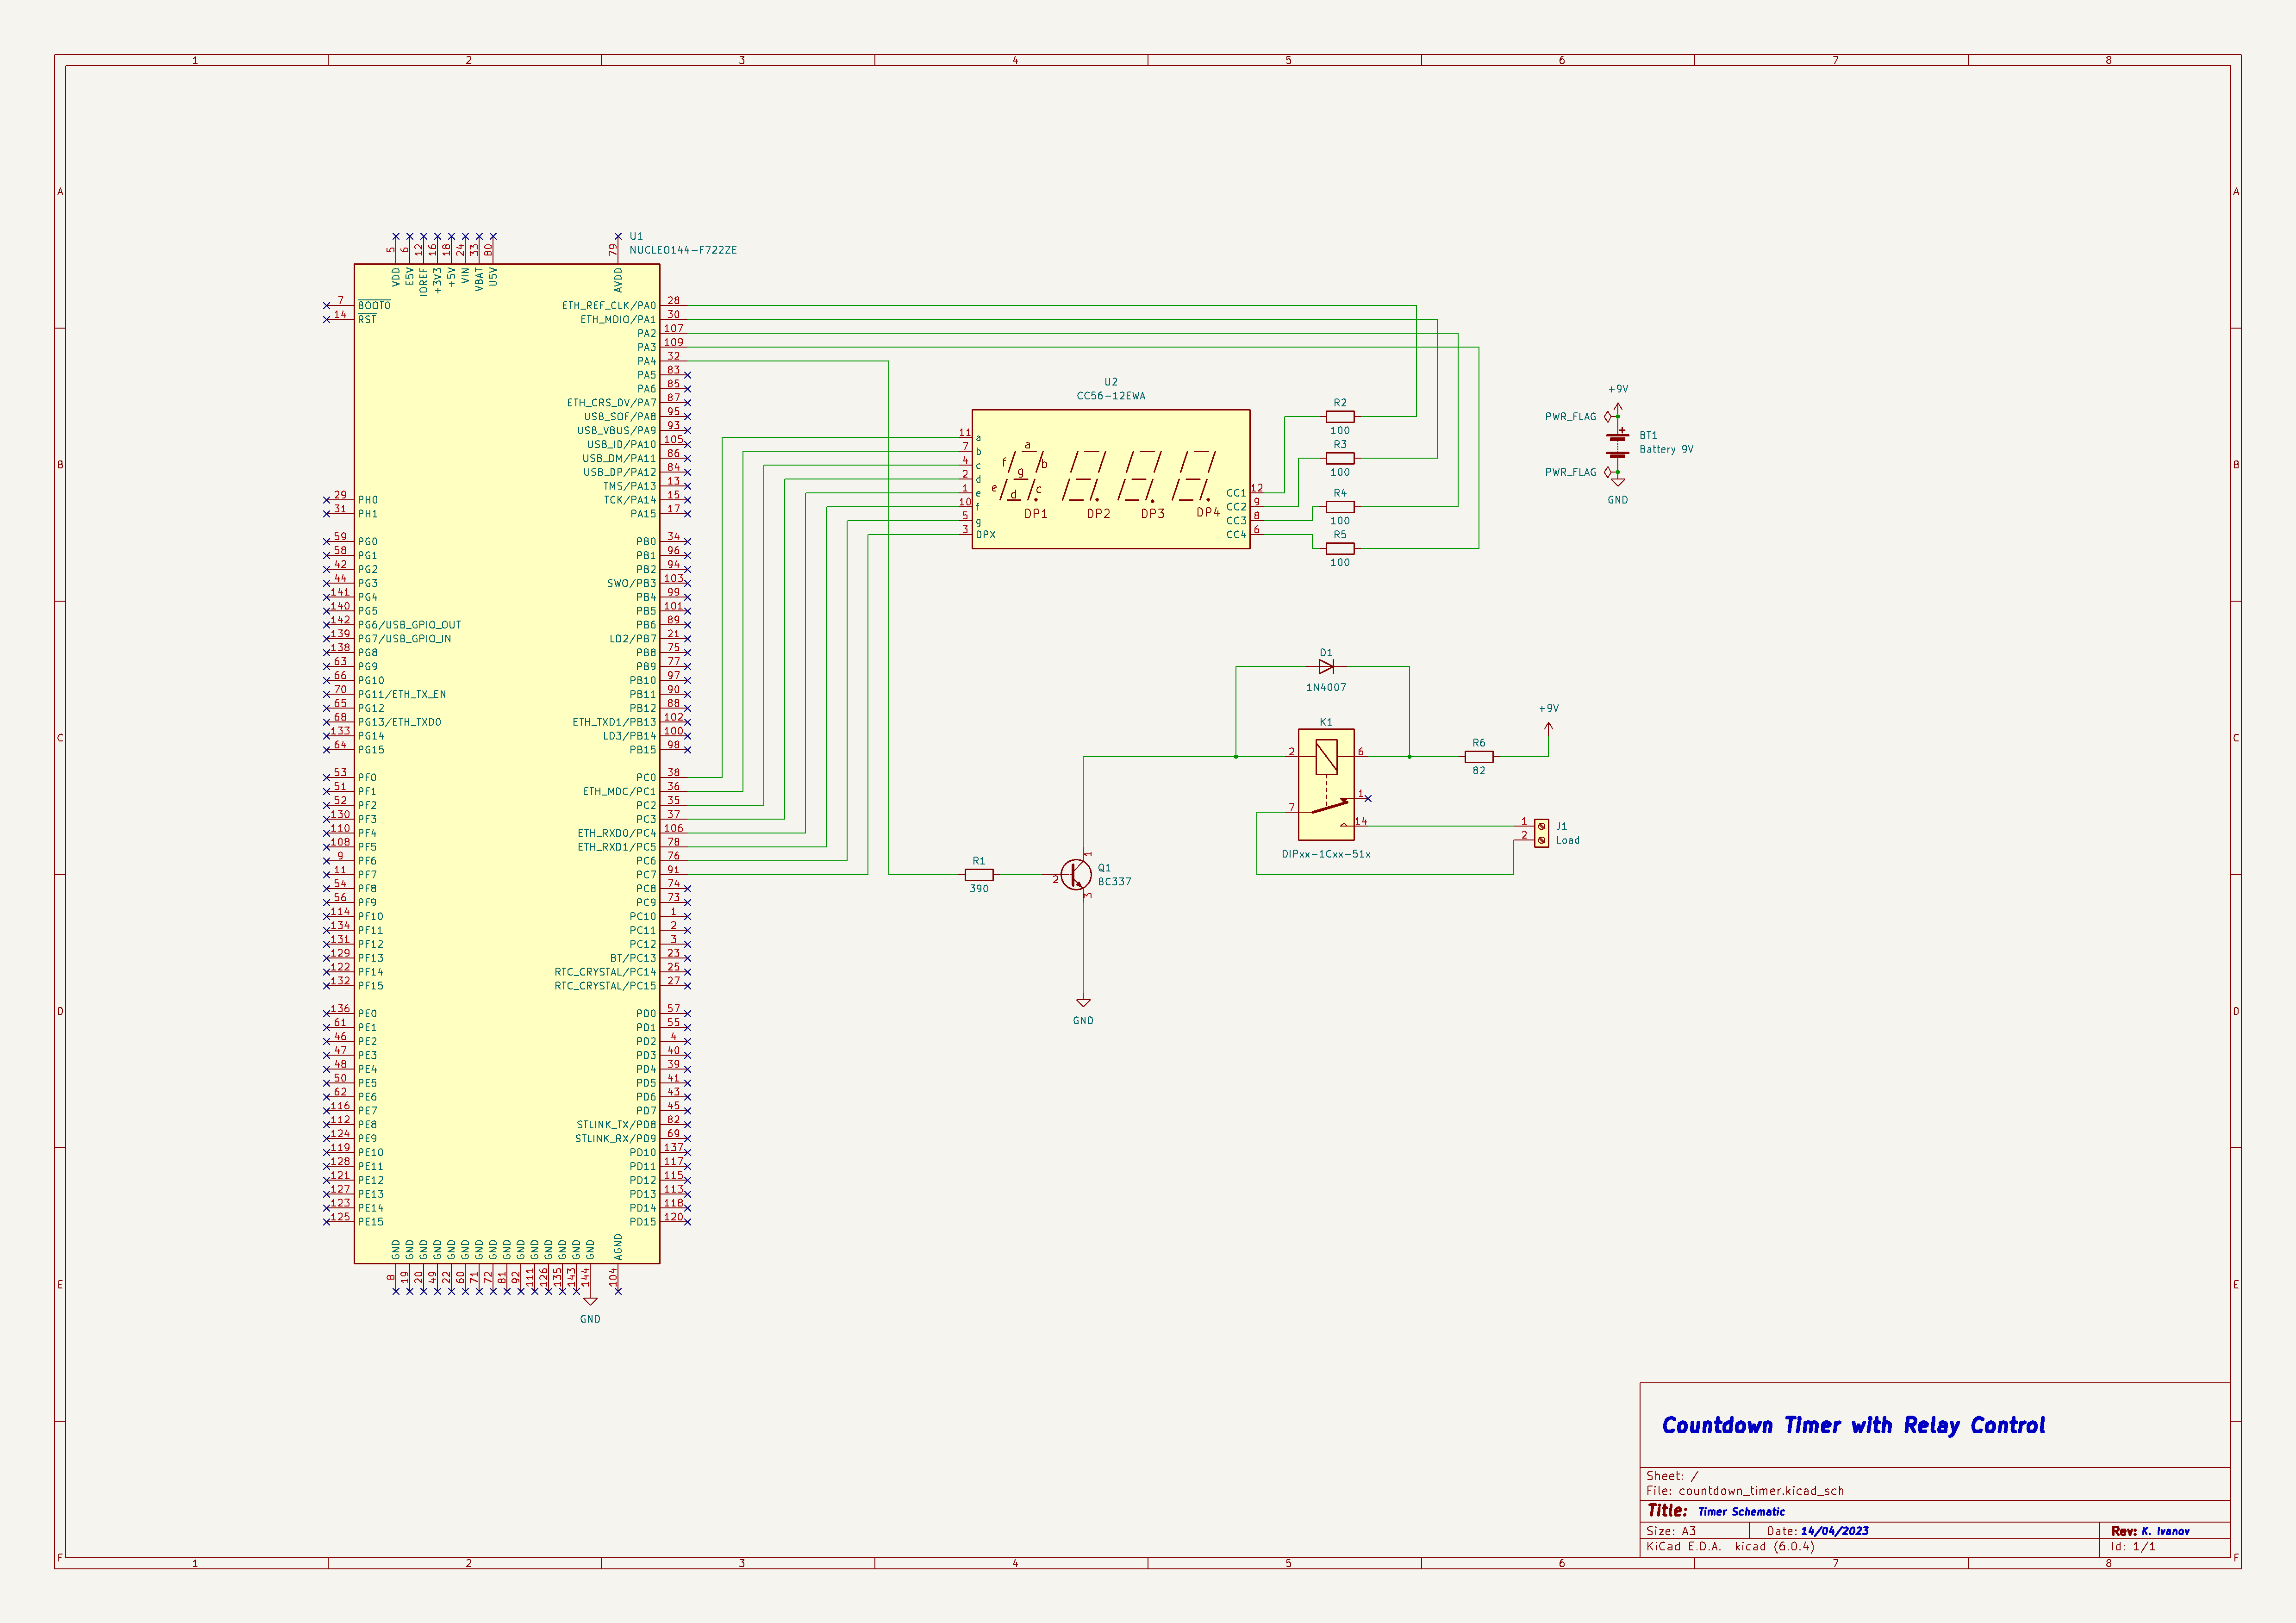 1 2 3 4 5 6 7 8
A A
B B
C C
D D
E E
F F
U1
NUCLEO144-F722ZE
5 6 12 16 18 24 33 80 79
VDD E5V IOREF +3V3 +5V VIN VBAT U5V AVDD
7 BOOT0
14 RST
29 PH0
31 PH1
59 PG0
58 PG1
42 PG2
44 PG3
141 PG4
140 PG5
142 PG6/USB_GPIO_OUT
139 PG7/USB_GPIO_IN
138 PG8
63 PG9
66 PG10
70 PG11/ETH_TX_EN
65 PG12
68 PG13/ETH_TXD0
133 PG14
64 PG15
53 PF0
51 PF1
52 PF2
130 PF3
110 PF4
108 PF5
9 PF6
11 PF7
54 PF8
56 PF9
114 PF10
134 PF11
131 PF12
129 PF13
122 PF14
132 PF15
136 PE0
61 PE1
46 PE2
47 PE3
48 PE4
50 PE5
62 PE6
116 PE7
112 PE8
124 PE9
119 PE10
128 PE11
121 PE12
127 PE13
123 PE14
125 PE15
ETH_REF_CLK/PA0 28
ETH_MDIO/PA1 30
PA2 107
PA3 109
PA4 32
PA5 83
PA6 85
ETH_CRS_DV/PA7 87
USB_SOF/PA8 95
USB_VBUS/PA9 93
USB_ID/PA10 105
USB_DM/PA11 86
USB_DP/PA12 84
TMS/PA13 13
TCK/PA14 15
PA15 17
PB0 34
PB1 96
PB2 94
SWO/PB3 103
PB4 99
PB5 101
PB6 89
LD2/PB7 21
PB8 75
PB9 77
PB10 97
PB11 90
PB12 88
ETH_TXD1/PB13 102
LD3/PB14 100
PB15 98
PC0 38
ETH_MDC/PC1 36
PC2 35
PC3 37
ETH_RXD0/PC4 106
ETH_RXD1/PC5 78
PC6 76
PC7 91
PC8 74
PC9 73
PC10 1
PC11 2
PC12 3
BT/PC13 23
RTC_CRYSTAL/PC14 25
RTC_CRYSTAL/PC15 27
PD0 57
PD1 55
PD2 4
PD3 40
PD4 39
PD5 41
PD6 43
PD7 45
STLINK_TX/PD8 82
STLINK_RX/PD9 69
PD10 137
PD11 117
PD12 115
PD13 113
PD14 118
PD15 120
GND GND GND GND GND GND GND GND GND GND GND GND GND GND GND AGND
8 19 20 49 22 60 71 72 81 92 111 126 135 143 144 104
GND
U2
CC56-12EWA
11 a
7 b
4 c
2 d
1 e
10 f
5 g
3 DPX
a
f b
g
e c
d
DP1 DP2 DP3 DP4
CC1 12
CC2 9
CC3 8
CC4 6
R2
100
R3
100
R4
100
R5
100
+9V
PWR_FLAG
+
BT1
Battery 9V
PWR_FLAG
GND
D1
1N4007
K1
2 6
1
7
14
DIPxx-1Cxx-51x
R6
82
+9V
1 J1
2 Load
R1
390
1
2
3
Q1
BC337
GND
Countdown Timer with Relay Control
Sheet: /
File: countdown_timer.kicad_sch
Title: Timer Schematic
Size: A3 Date: 14/04/2023 Rev: K. Ivanov
KiCad E.D.A. kicad (6.0.4) Id: 1/1
1 2 3 4 5 6 7 8